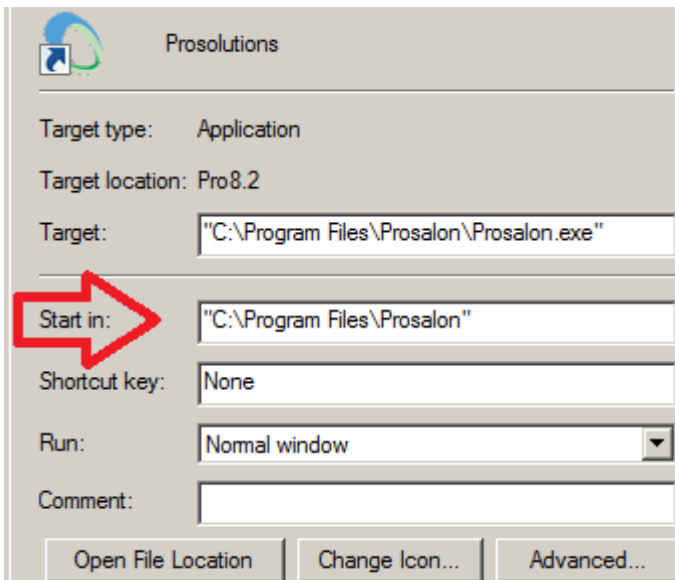 Prosolutions
Target type: Application
Target location: Pro8.2
Target: "C:\Program Files\Prosalon\Prosalon.exe"
Start in: "C:\Program Files\Prosalon"
Shortcut key: None
Run: Normal window
Comment:
Open File Location Change Icon... Advanced...